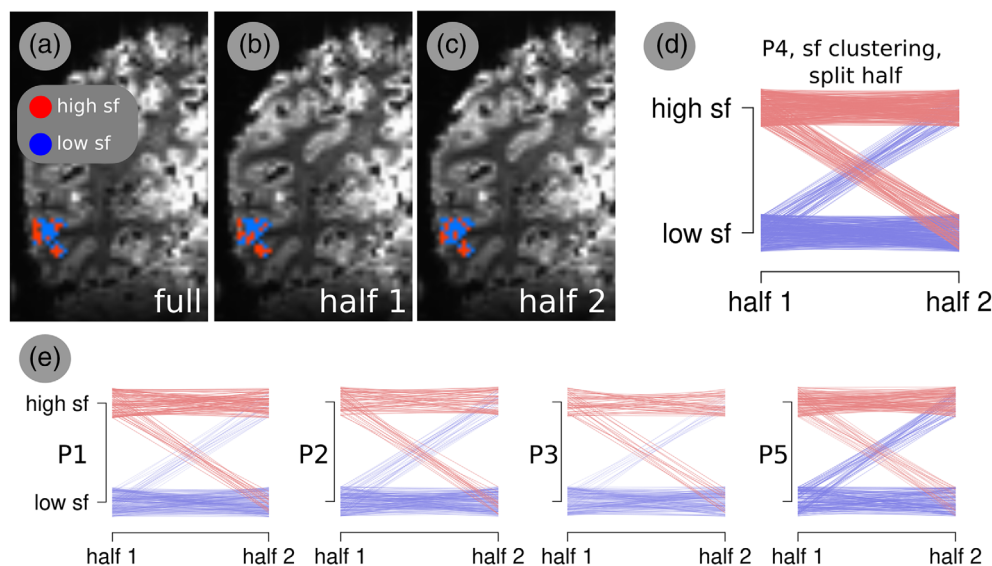 (a)
high sf
low sf
full
(b)
half 1
(c)
half 2
(d)
P4, sf clustering,
split half
high sf
low sf
half 1
half 2
(e)
high sf
P1
low sf
half 1
half 2
P2
half 1
half 2
P3
half 1
half 2
P5
half 1
half 2